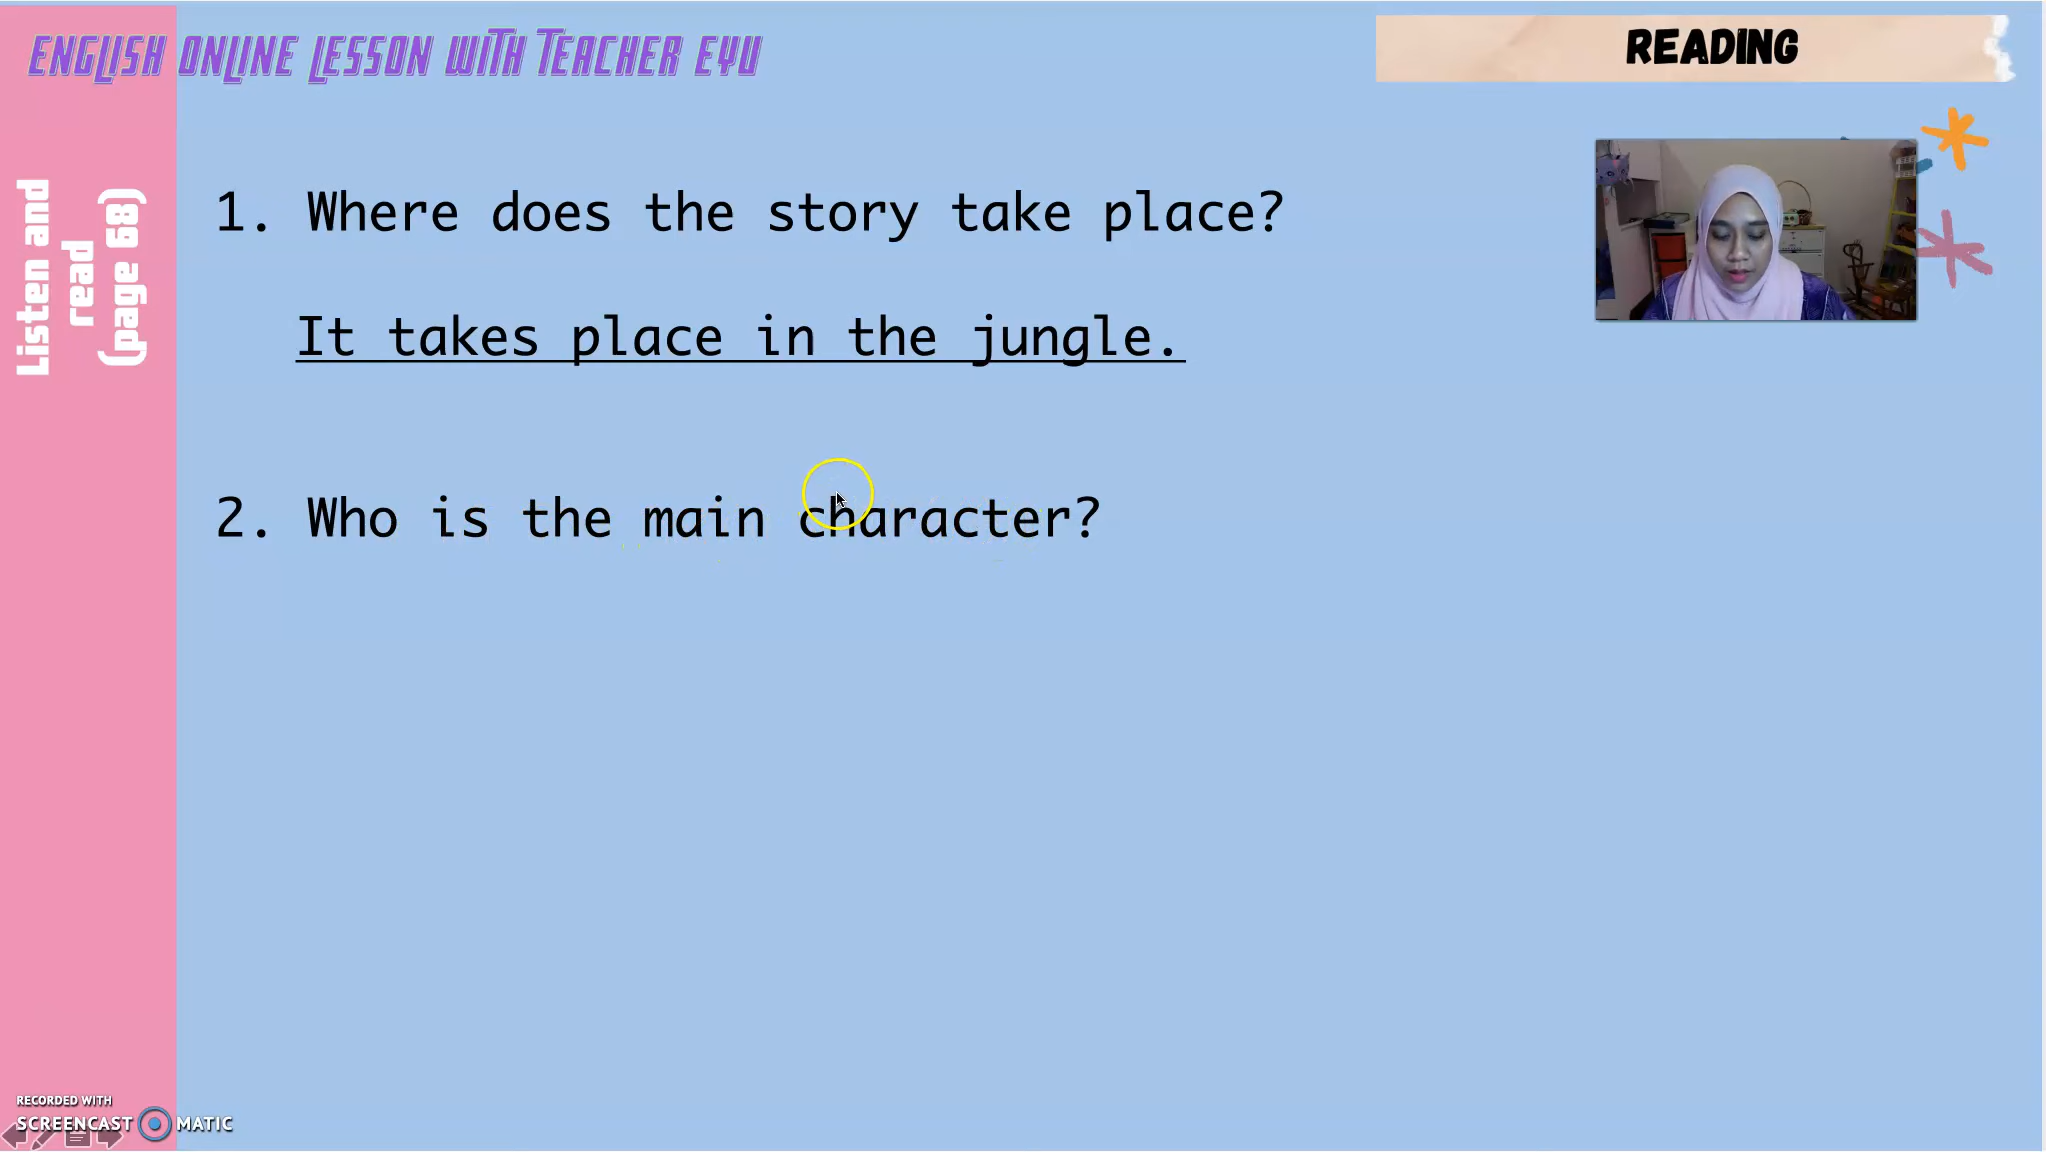 ENGLISH ONLINE LESSON WITH TEACHER EYU
READING
Listen and
read
(page 68)
1. Where does the story take place?
It takes place in the jungle.
2. Who is the main character?
RECORDED WITH
SCREENCAST MATIC